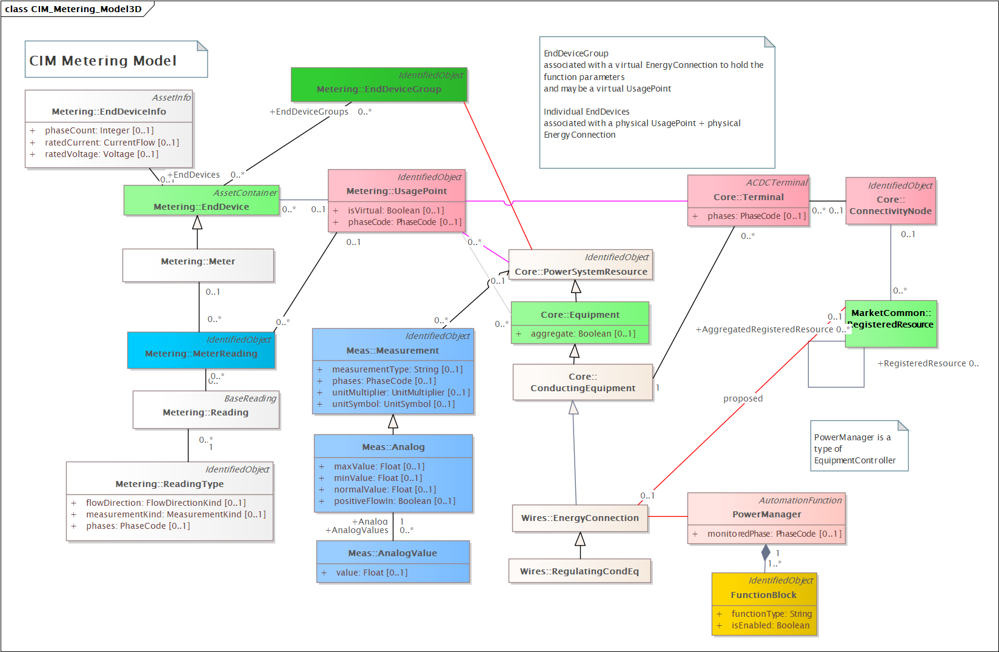 class CIM_Metering_Model3D
CIM Metering Model
EndDeviceGroup
associated with a virtual EnergyConnection to hold the
function parameters
and may be a virtual UsagePoint
Individual EndDevices
associated with a physical UsagePoint + physical
EnergyConnection
IdentifiedObject
Metering::EndDeviceGroup
+EndDeviceGroups 0..*
AssetInfo
Metering::EndDeviceInfo
+ phaseCount: Integer [0..1]
+ ratedCurrent: CurrentFlow [0..1]
+ ratedVoltage: Voltage [0..1]
+EndDevices 0..*
0..1
AssetContainer
Metering::EndDevice
0..* 0..1
IdentifiedObject
Metering::UsagePoint
+ isVirtual: Boolean [0..1]
+ phaseCode: PhaseCode [0..1]
0..1
0..*
ACDCTerminal
Core::Terminal
+ phases: PhaseCode [0..1]
0..*
0..* 0..1
IdentifiedObject
Core::
ConnectivityNode
0..1
0..*
Metering::Meter
0..1
0..*
0..*
IdentifiedObject
Metering::MeterReading
0..*
0..*
BaseReading
Metering::Reading
0..*
1
IdentifiedObject
Metering::ReadingType
+ flowDirection: FlowDirectionKind [0..1]
+ measurementKind: MeasurementKind [0..1]
+ phases: PhaseCode [0..1]
IdentifiedObject
Core::PowerSystemResource
0..1
0..*
0..*
Core::Equipment
+ aggregate: Boolean [0..1]
IdentifiedObject
Meas::Measurement
+ measurementType: String [0..1]
+ phases: PhaseCode [0..1]
+ unitMultiplier: UnitMultiplier [0..1]
+ unitSymbol: UnitSymbol [0..1]
Core::
ConductingEquipment
1
Meas::Analog
+ maxValue: Float [0..1]
+ minValue: Float [0..1]
+ normalValue: Float [0..1]
+ positiveFlowIn: Boolean [0..1]
+Analog 1
+AnalogValues 0..*
Meas::AnalogValue
+ value: Float [0..1]
MarketCommon::
RegisteredResource
0..1
+AggregatedRegisteredResource 0..*
+RegisteredResource 0..
proposed
0..1
PowerManager is a
type of
EquipmentController
Wires::EnergyConnection
Wires::RegulatingCondEq
AutomationFunction
PowerManager
+ monitoredPhase: PhaseCode [0..1]
1
1..*
IdentifiedObject
FunctionBlock
+ functionType: String
+ isEnabled: Boolean